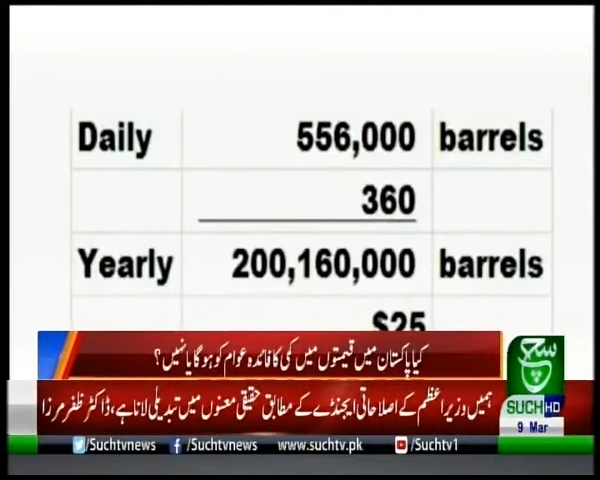 Daily 556,000 barrels
360
Yearly 200,160,000 barrels
$25
کیا پاکستان میں قیمتوں میں کمی کا فائدہ عوام کو ہوگا یا نہیں؟
ہمیں وزیراعظم کے اصلاحاتی ایجنڈے کے مطابق حقیقی معنوں میں تبدیلی لانا ہے، ڈاکٹر ظفر مرزا
سچ
SUCH HD
9 Mar
/Suchtvnews /Suchtvnews www.suchtv.pk /Suchtv1